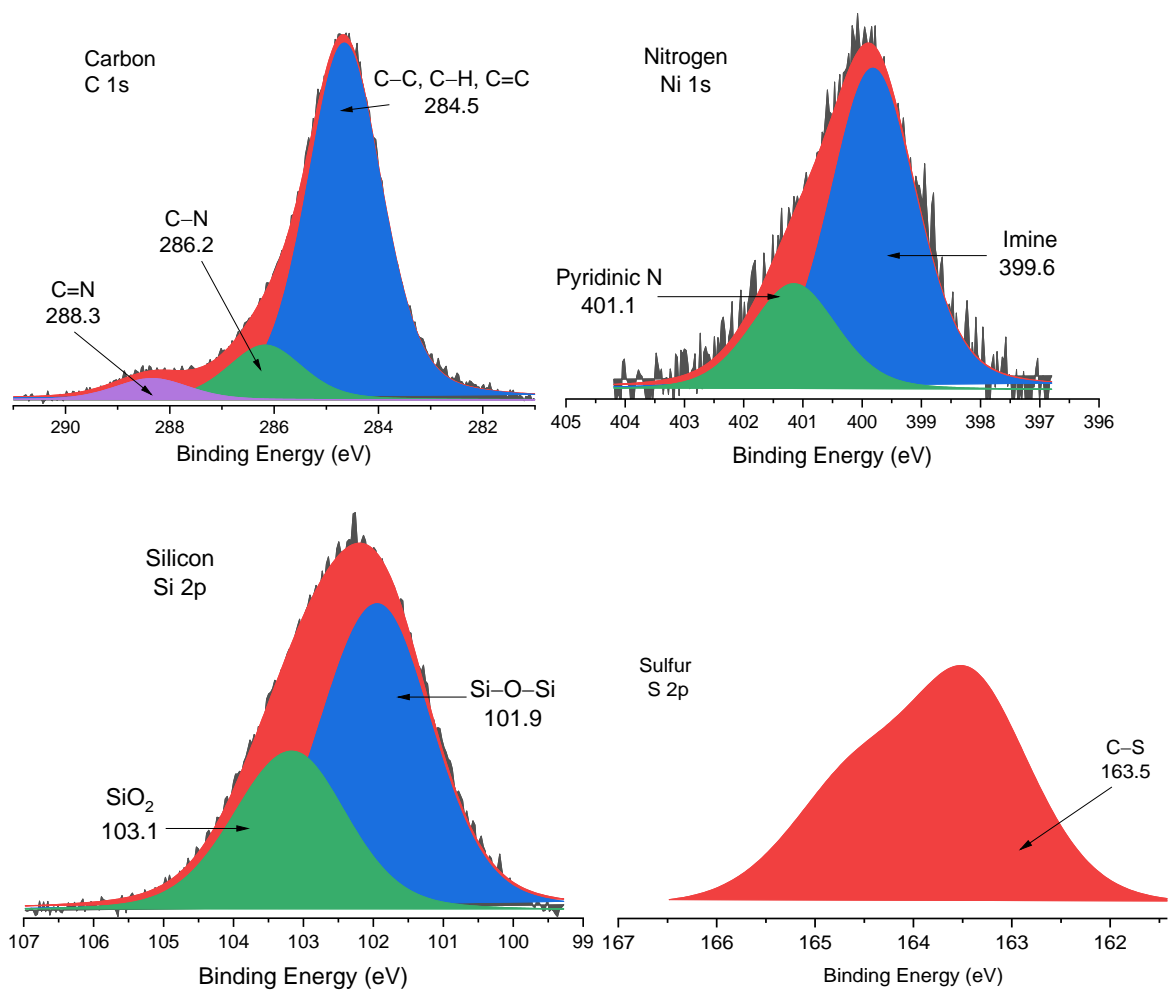 Carbon
C 1s
C–C, C–H, C=C
284.5
C–N
286.2
C=N
288.3
290 288 286 284 282
Binding Energy (eV)
Nitrogen
Ni 1s
Imine
399.6
Pyridinic N
401.1
405 404 403 402 401 400 399 398 397 396
Binding Energy (eV)
Silicon
Si 2p
Si–O–Si
101.9
SiO₂
103.1
107 106 105 104 103 102 101 100 99
Binding Energy (eV)
Sulfur
S 2p
C–S
163.5
167 166 165 164 163 162
Binding Energy (eV)